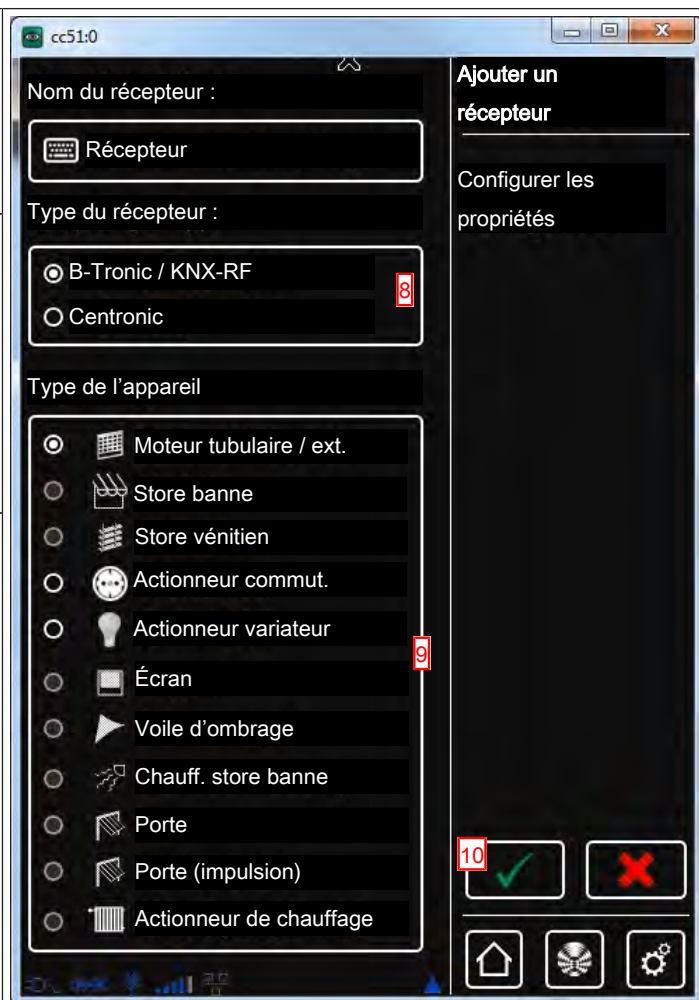 cc51:0
Nom du récepteur :
Récepteur
Type du récepteur :
B-Tronic / KNX-RF
8
Centronic
Type de l'appareil
Moteur tubulaire / ext.
Store banne
Store vénitien
Actionneur commut.
Actionneur variateur
9
Écran
Voile d'ombrage
Chauff. store banne
Porte
Porte (impulsion)
Actionneur de chauffage
Ajouter un
récepteur
Configurer les
propriétés
10